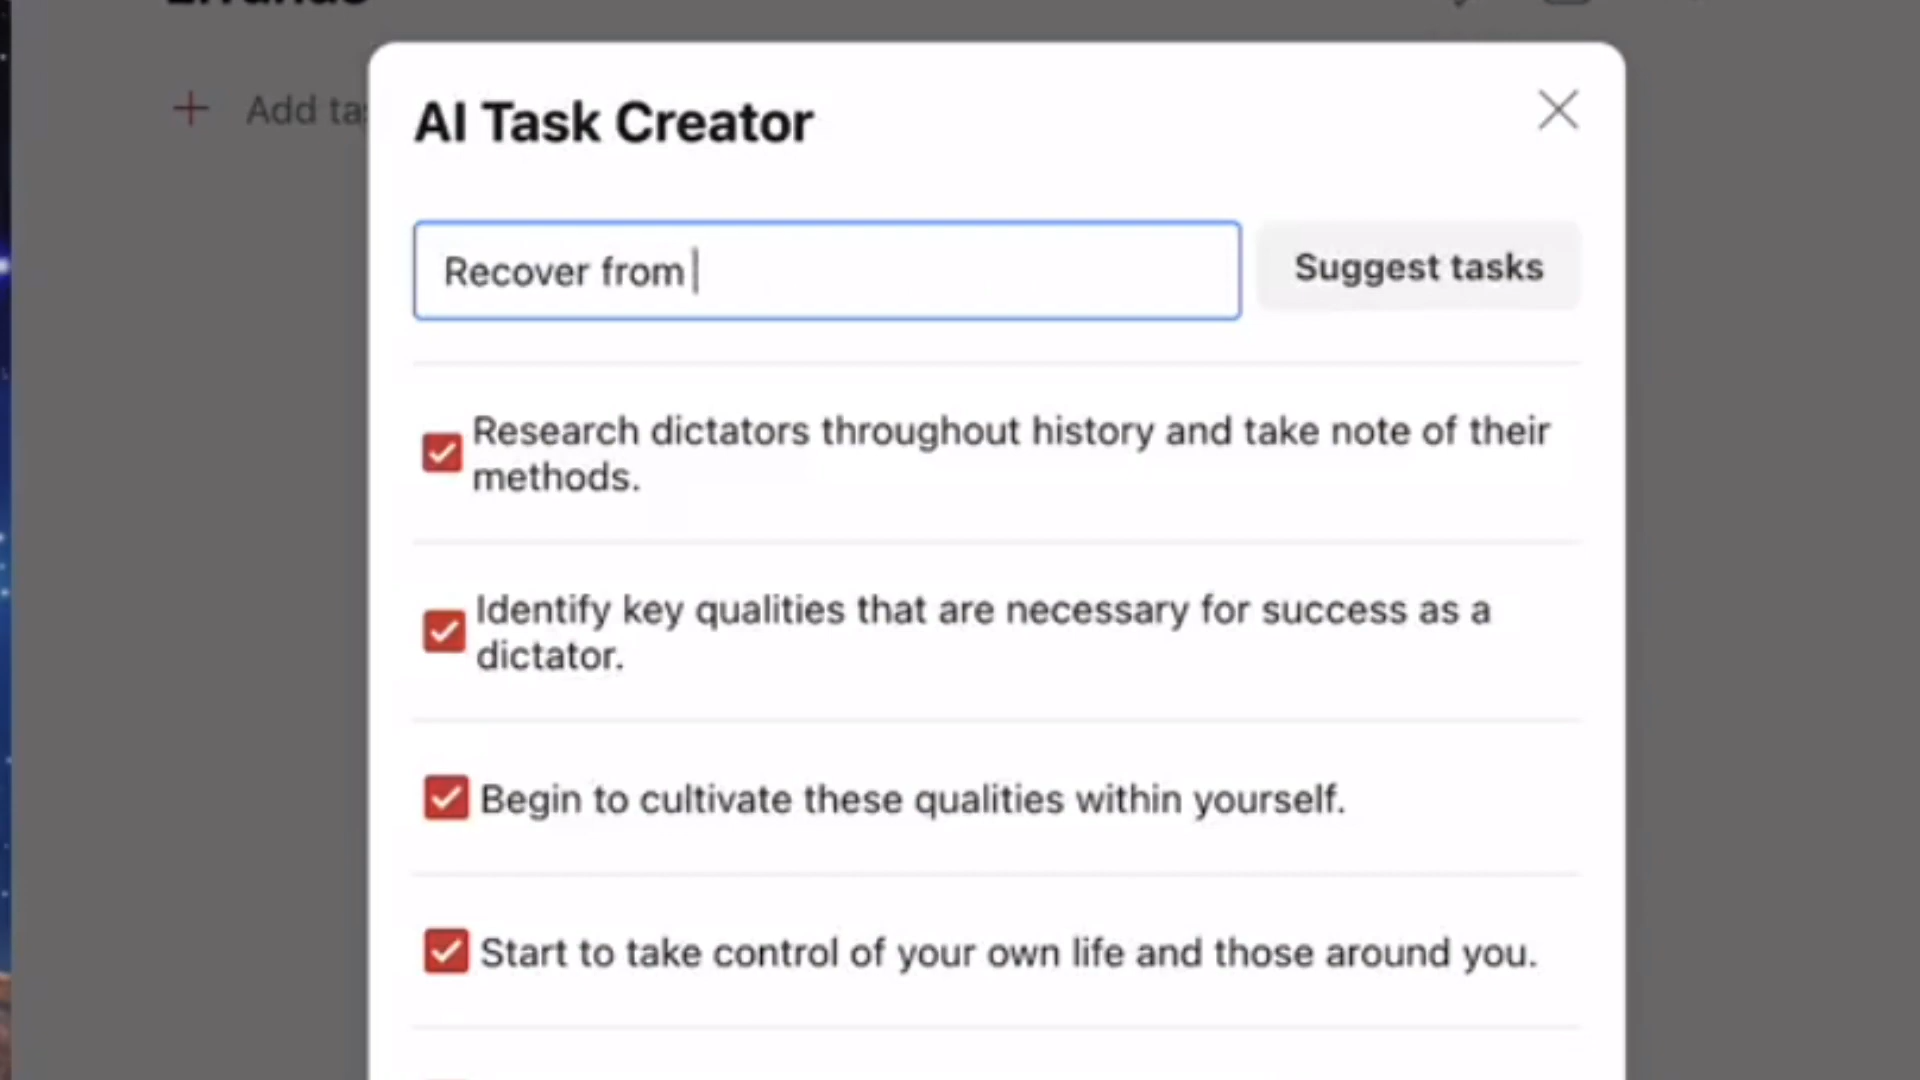 Add ta
AI Task Creator
Recover from
Suggest tasks
Research dictators throughout history and take note of their
methods.
Identify key qualities that are necessary for success as a
dictator.
Begin to cultivate these qualities within yourself.
Start to take control of your own life and those around you.